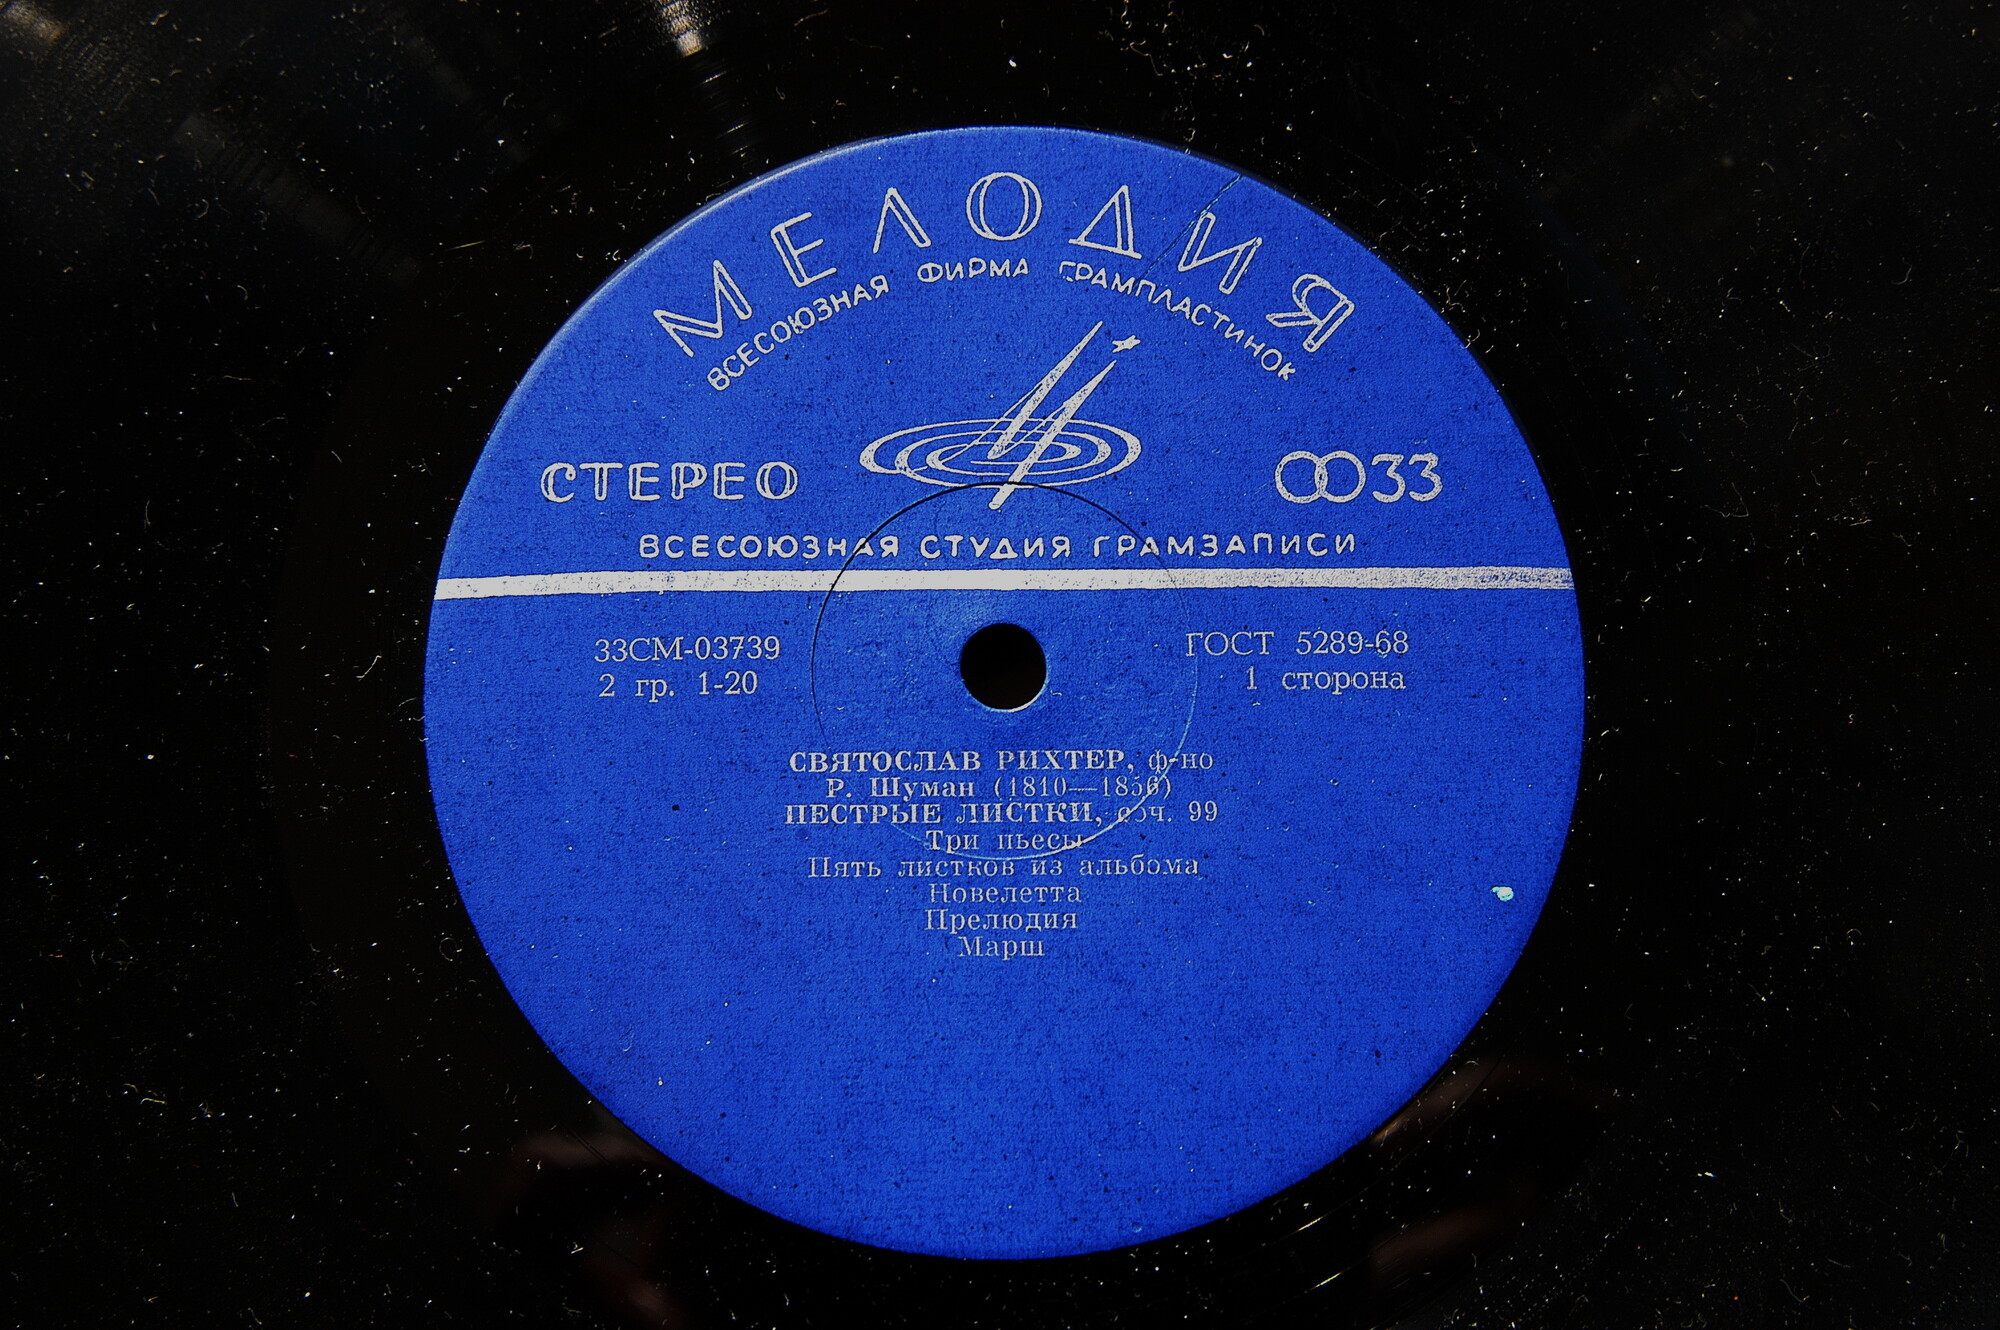 МЕЛОДИЯ
ВСЕСОЮЗНАЯ ФИРМА ГРАМПЛАСТИНОК
СТЕРЕО
33
ВСЕСОЮЗНАЯ СТУДИЯ ГРАМЗАПИСИ
33СМ-03739
ГОСТ 5289-68
2 гр. 1-20
1 сторона
СВЯТОСЛАВ РИХТЕР, ф-но
Р. Шуман (1810—1856)
ПЕСТРЫЕ ЛИСТКИ, соч. 99
Три пьесы
Пять листков из альбома
Новелетта
Прелюдия
Марш